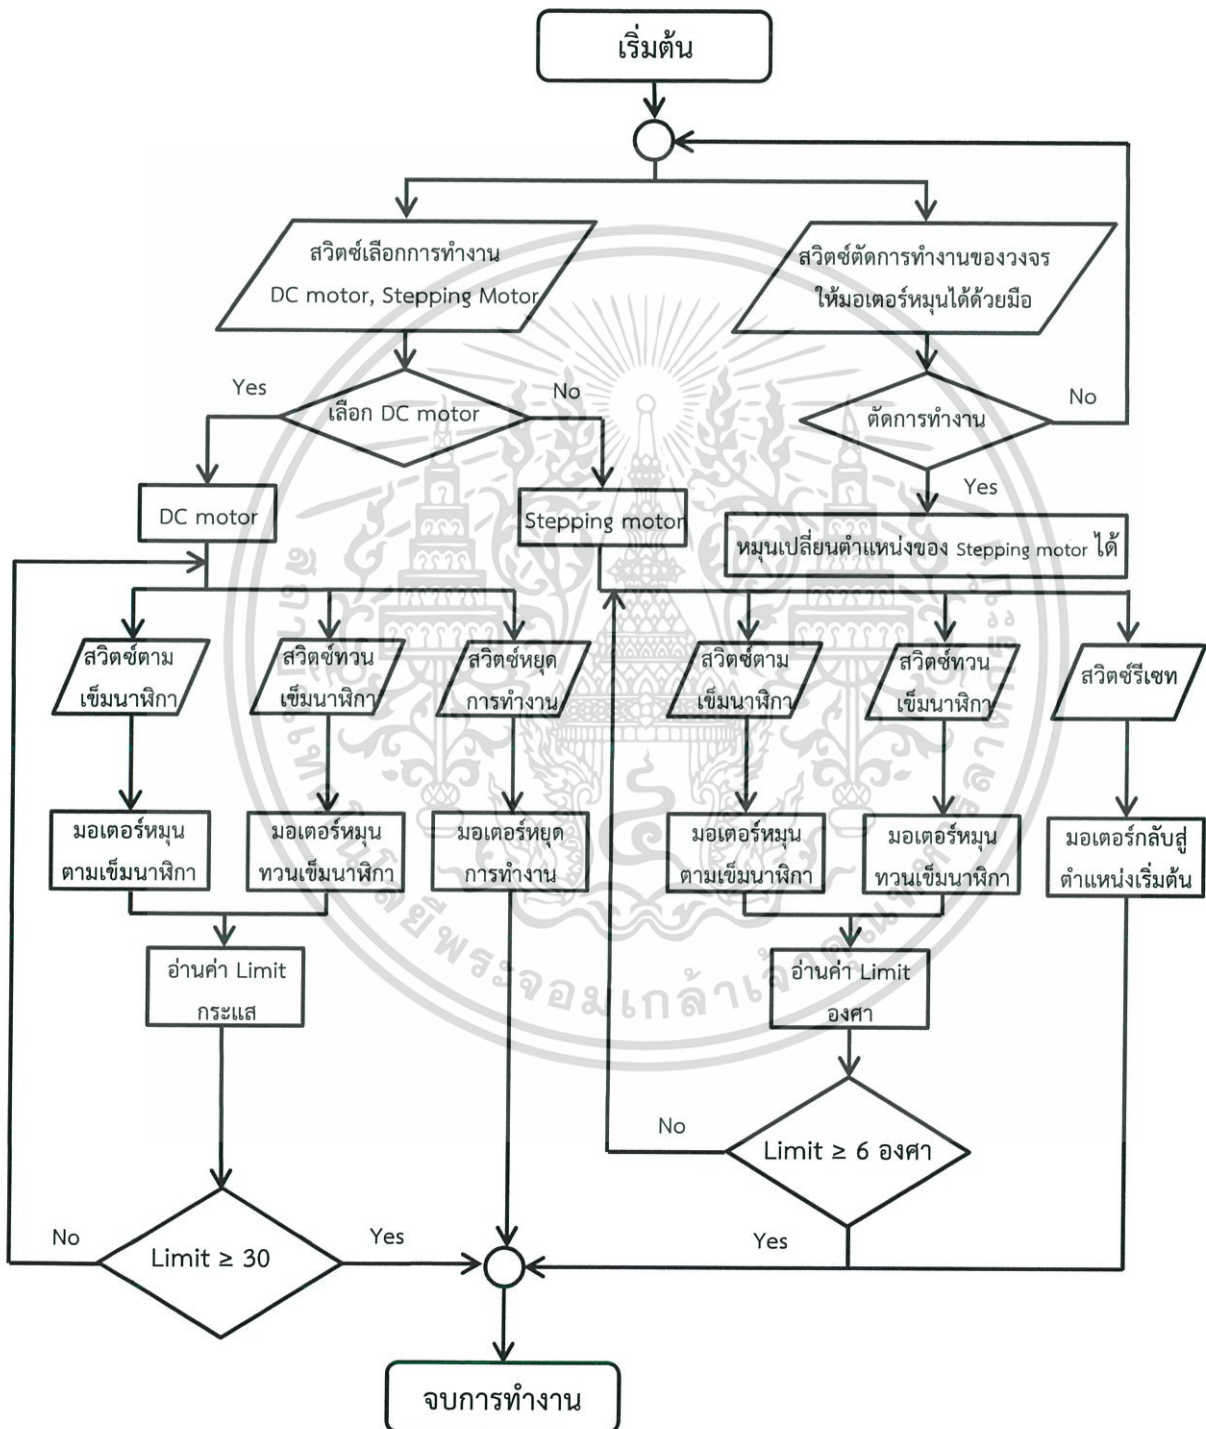 เริ่มต้น
สวิตซ์เลือกการทำงาน
DC motor, Stepping Motor
สวิตซ์ตัดการทำงานของวงจร
ให้มอเตอร์หมุนได้ด้วยมือ
Yes
เลือก DC motor
No
ตัดการทำงาน
No
Yes
DC motor
Stepping motor
หมุนเปลี่ยนตำแหน่งของ Stepping motor ได้
สวิตซ์ตาม
เข็มนาฬิกา
สวิตซ์ทวน
เข็มนาฬิกา
สวิตซ์หยุด
การทำงาน
สวิตซ์ตาม
เข็มนาฬิกา
สวิตซ์ทวน
เข็มนาฬิกา
สวิตซ์รีเซท
มอเตอร์หมุน
ตามเข็มนาฬิกา
มอเตอร์หมุน
ทวนเข็มนาฬิกา
มอเตอร์หยุด
การทำงาน
มอเตอร์หมุน
ตามเข็มนาฬิกา
มอเตอร์หมุน
ทวนเข็มนาฬิกา
มอเตอร์กลับสู่
ตำแหน่งเริ่มต้น
อ่านค่า Limit
กระแส
อ่านค่า Limit
องศา
No
Limit ≥ 6 องศา
Yes
No
Limit ≥ 30
Yes
จบการทำงาน